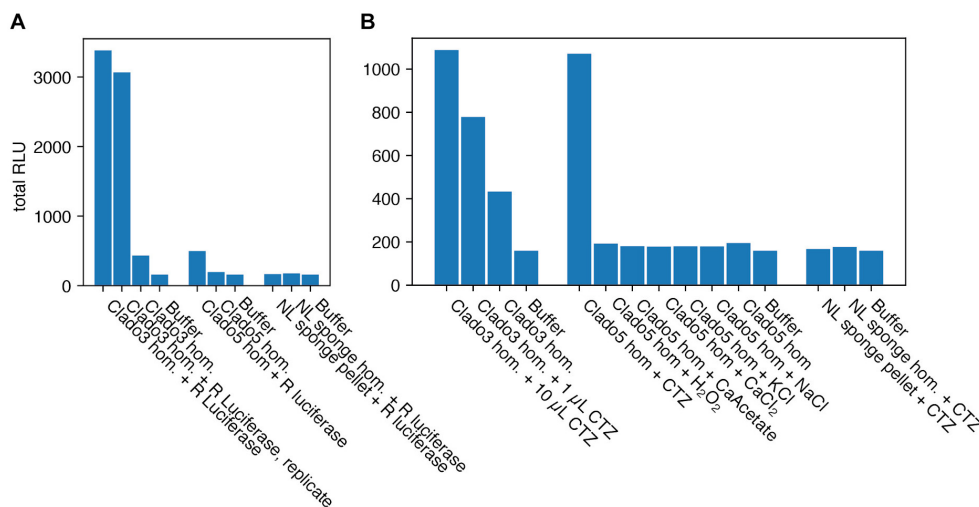 A
total RLU
3000
2000
1000
0
Clado3 hom. + R Luciferase
Clado3 hom. + R Luciferase, replicate
Clado3 hom.
Buffer
Clado5 hom + R luciferase
Clado5 hom.
Buffer
NL sponge pellet + R luciferase
NL sponge hom. + R luciferase
Buffer
B
1000
800
600
400
200
0
Clado3 hom. + 10 μL CTZ
Clado3 hom. + 1 μL CTZ
Clado3 hom.
Buffer
Clado5 hom + CTZ
Clado5 hom + H₂O₂
Clado5 hom + CaAcetate
Clado5 hom + CaCl₂
Clado5 hom + KCl
Clado5 hom + NaCl
Clado5 hom
Buffer
NL sponge pellet + CTZ
NL sponge hom. + CTZ
Buffer